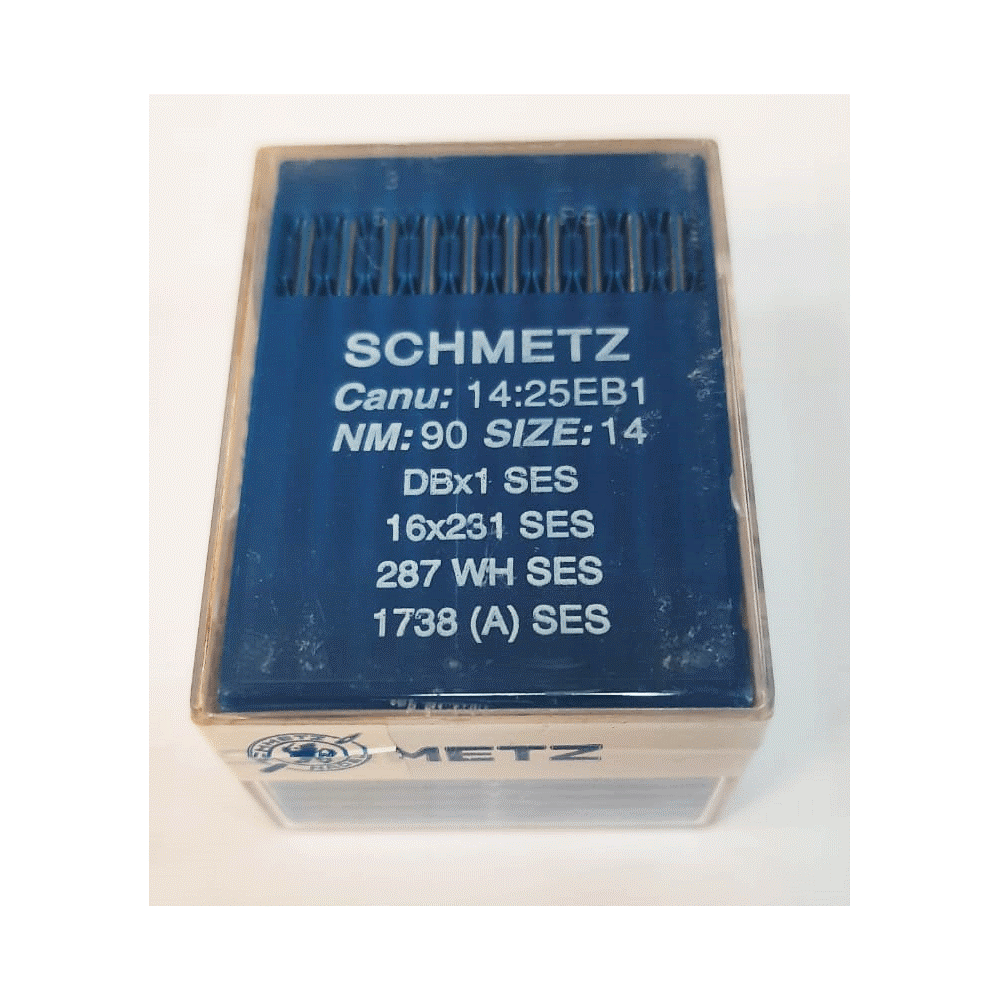 SCHMETZ
Canu: 14:25EB1
NM: 90 SIZE: 14
DBx1 SES
16x231 SES
287 WH SES
1738 (A) SES
METZ